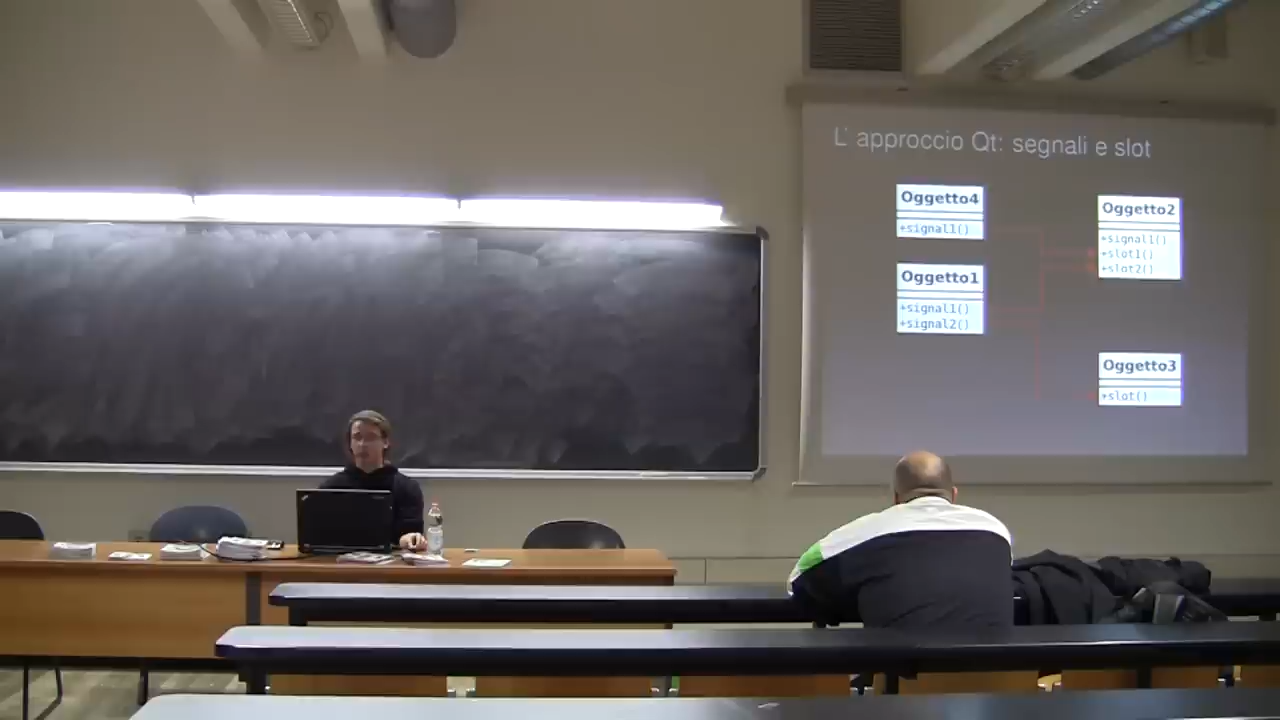 L' approccio Qt: segnali e slot
Oggetto4
+signal1()
Oggetto1
+signal1()
+signal2()
Oggetto2
+signal1()
+slot1()
+slot2()
Oggetto3
+slot()